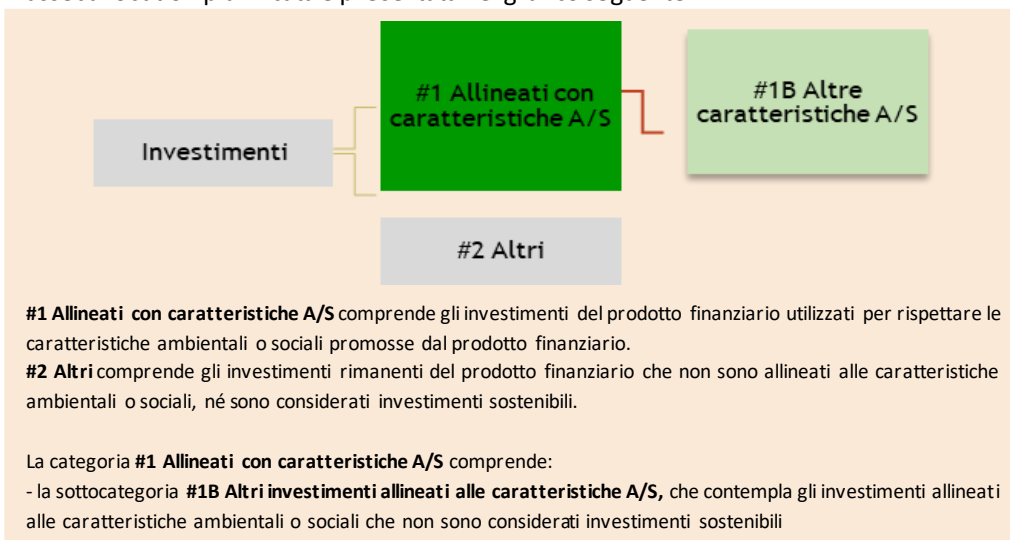 #1 Allineati con
caratteristiche A/S
#1B Altre
caratteristiche A/S
Investimenti
#2 Altri
#1 Allineati con caratteristiche A/S comprende gli investimenti del prodotto finanziario utilizzati per rispettare le
caratteristiche ambientali o sociali promosse dal prodotto finanziario.
#2 Altri comprende gli investimenti rimanenti del prodotto finanziario che non sono allineati alle caratteristiche
ambientali o sociali, né sono considerati investimenti sostenibili.
La categoria #1 Allineati con caratteristiche A/S comprende:
- la sottocategoria #1B Altri investimenti allineati alle caratteristiche A/S, che contempla gli investimenti allineati
alle caratteristiche ambientali o sociali che non sono considerati investimenti sostenibili